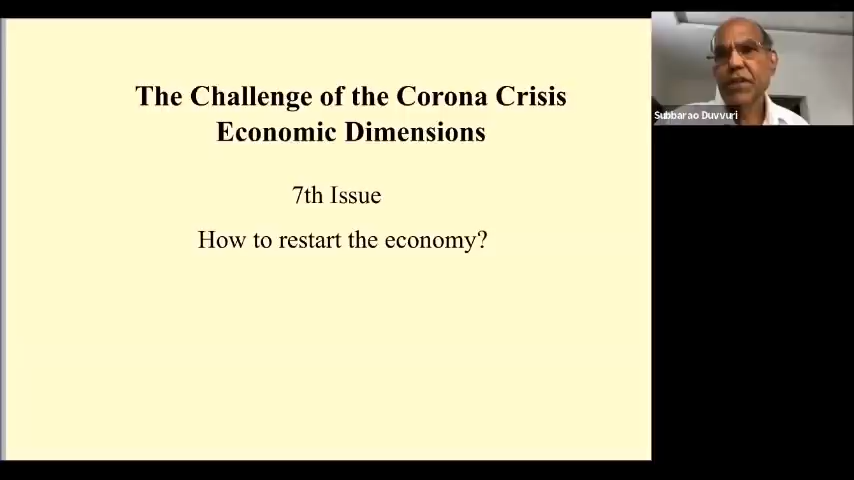 The Challenge of the Corona Crisis
Economic Dimensions
7th Issue
How to restart the economy?
Subbarao Duvvuri